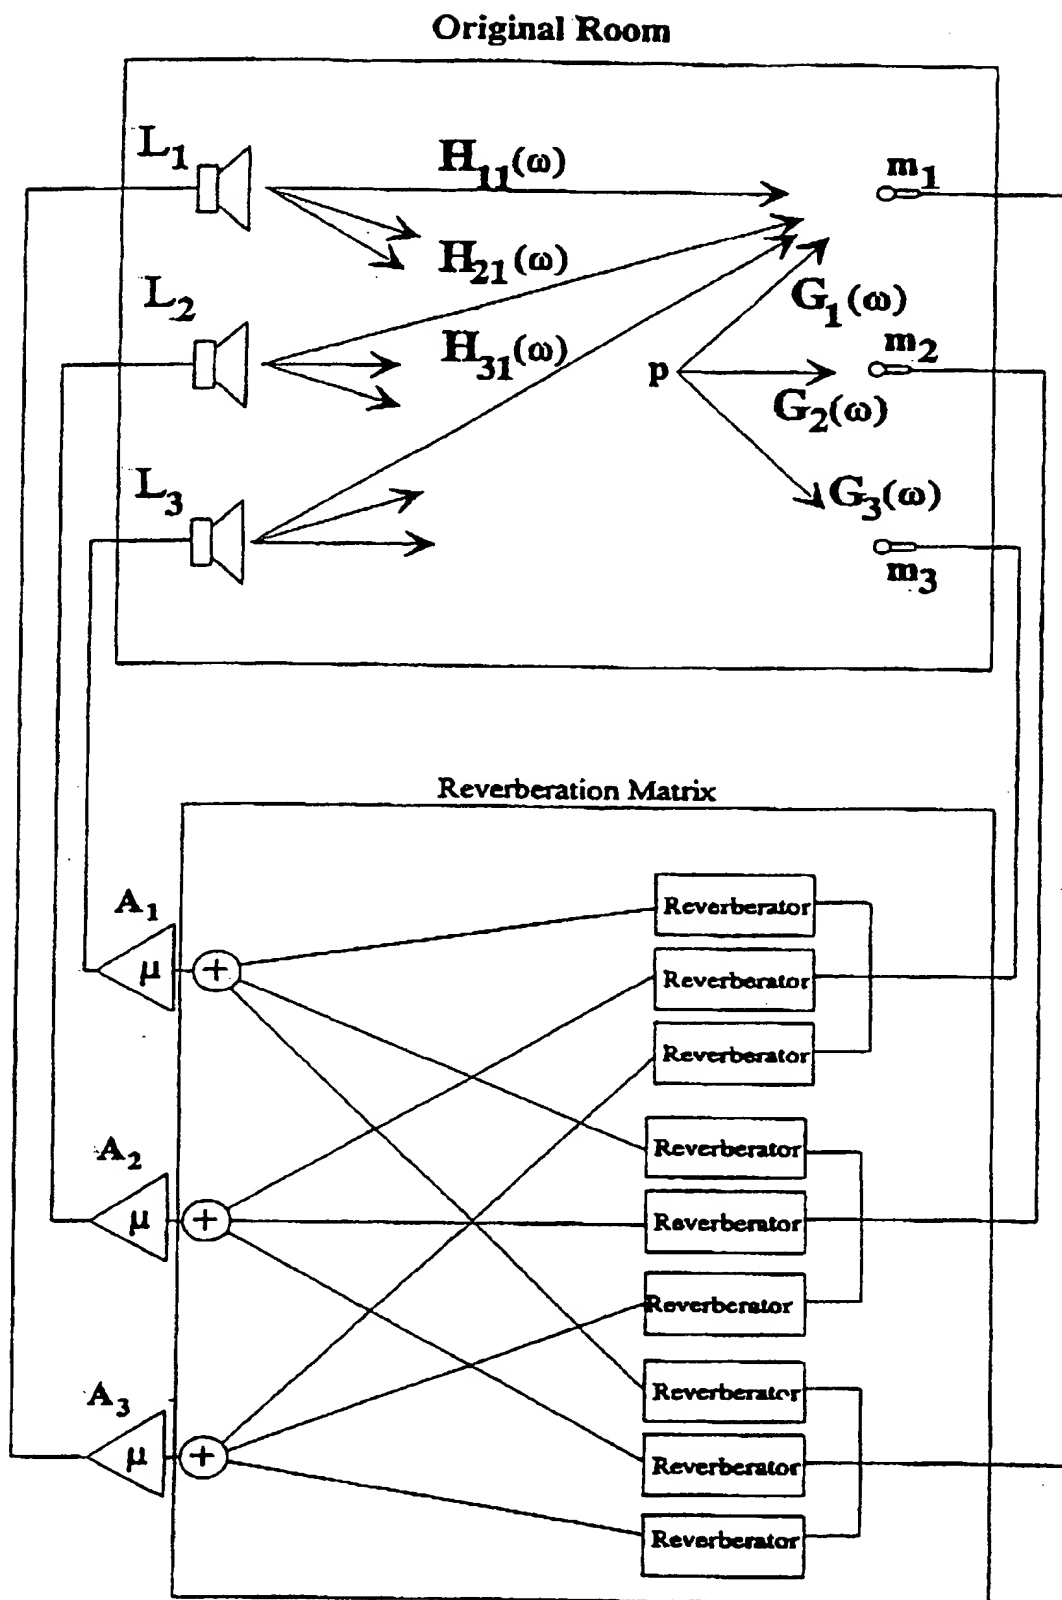 Original Room
L1
H11(ω)
m1
H21(ω)
L2
G1(ω)
H31(ω)
m2
p
G2(ω)
L3
G3(ω)
m3
Reverberation Matrix
A1
Reverberator
μ
+
Reverberator
Reverberator
A2
Reverberator
μ
+
Reverberator
Reverberator
A3
Reverberator
μ
+
Reverberator
Reverberator